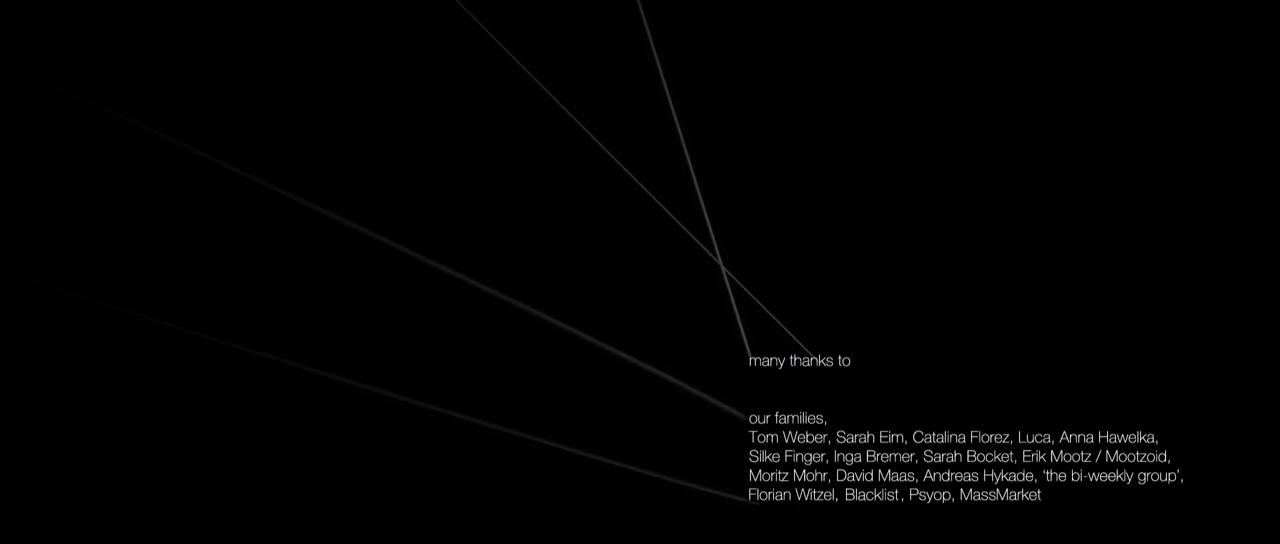 many thanks to
our families,
Tom Weber, Sarah Eim, Catalina Florez, Luca, Anna Hawelka,
Silke Finger, Inga Bremer, Sarah Bocket, Erik Mootz / Mootzoid,
Moritz Mohr, David Maas, Andreas Hykade, ‘the bi-weekly group’,
Florian Witzel, Blacklist, Psyop, MassMarket